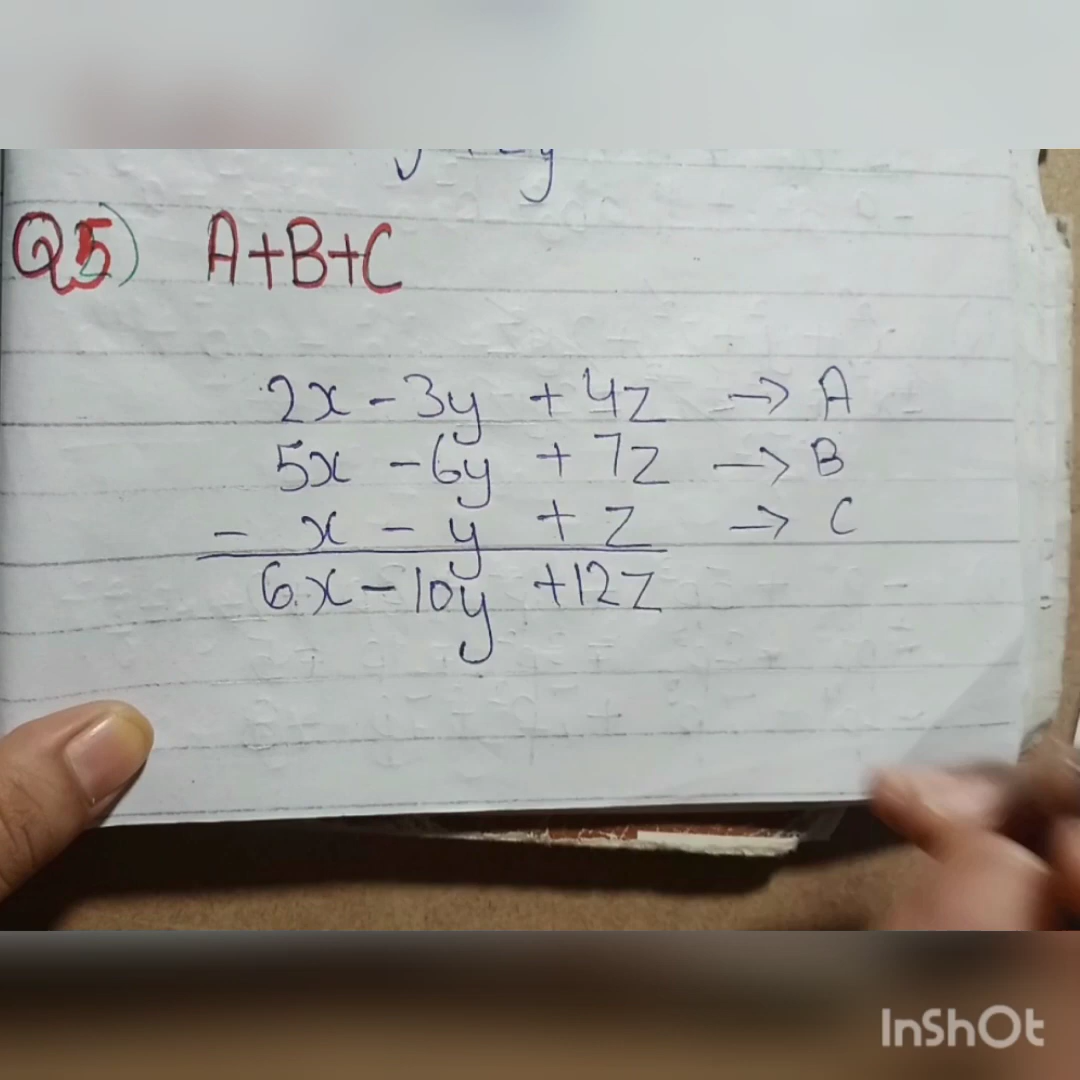 Q5) A+B+C
2x - 3y + 4z → A
5x - 6y + 7z → B
- x - y + z → C
6x - 10y + 12z
InShOt